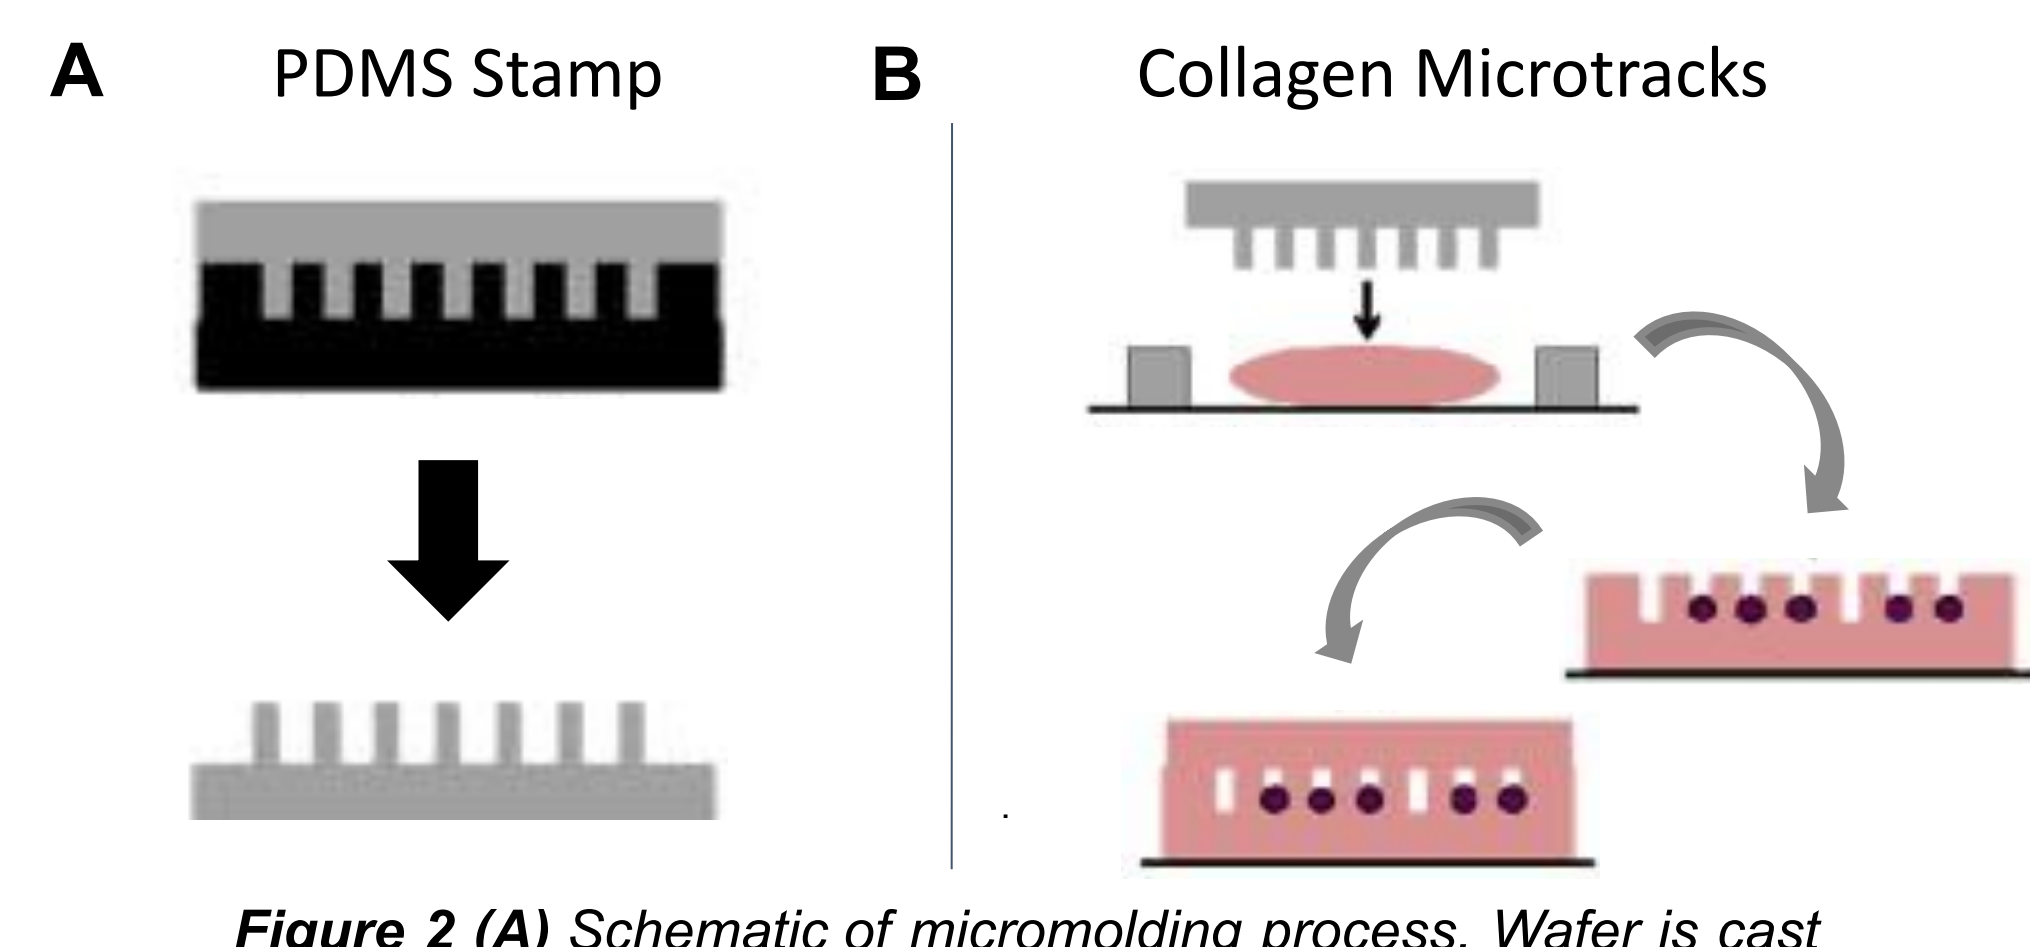 A PDMS Stamp
B Collagen Microtracks
Figure 2 (A) Schematic of micromolding process. Wafer is cast